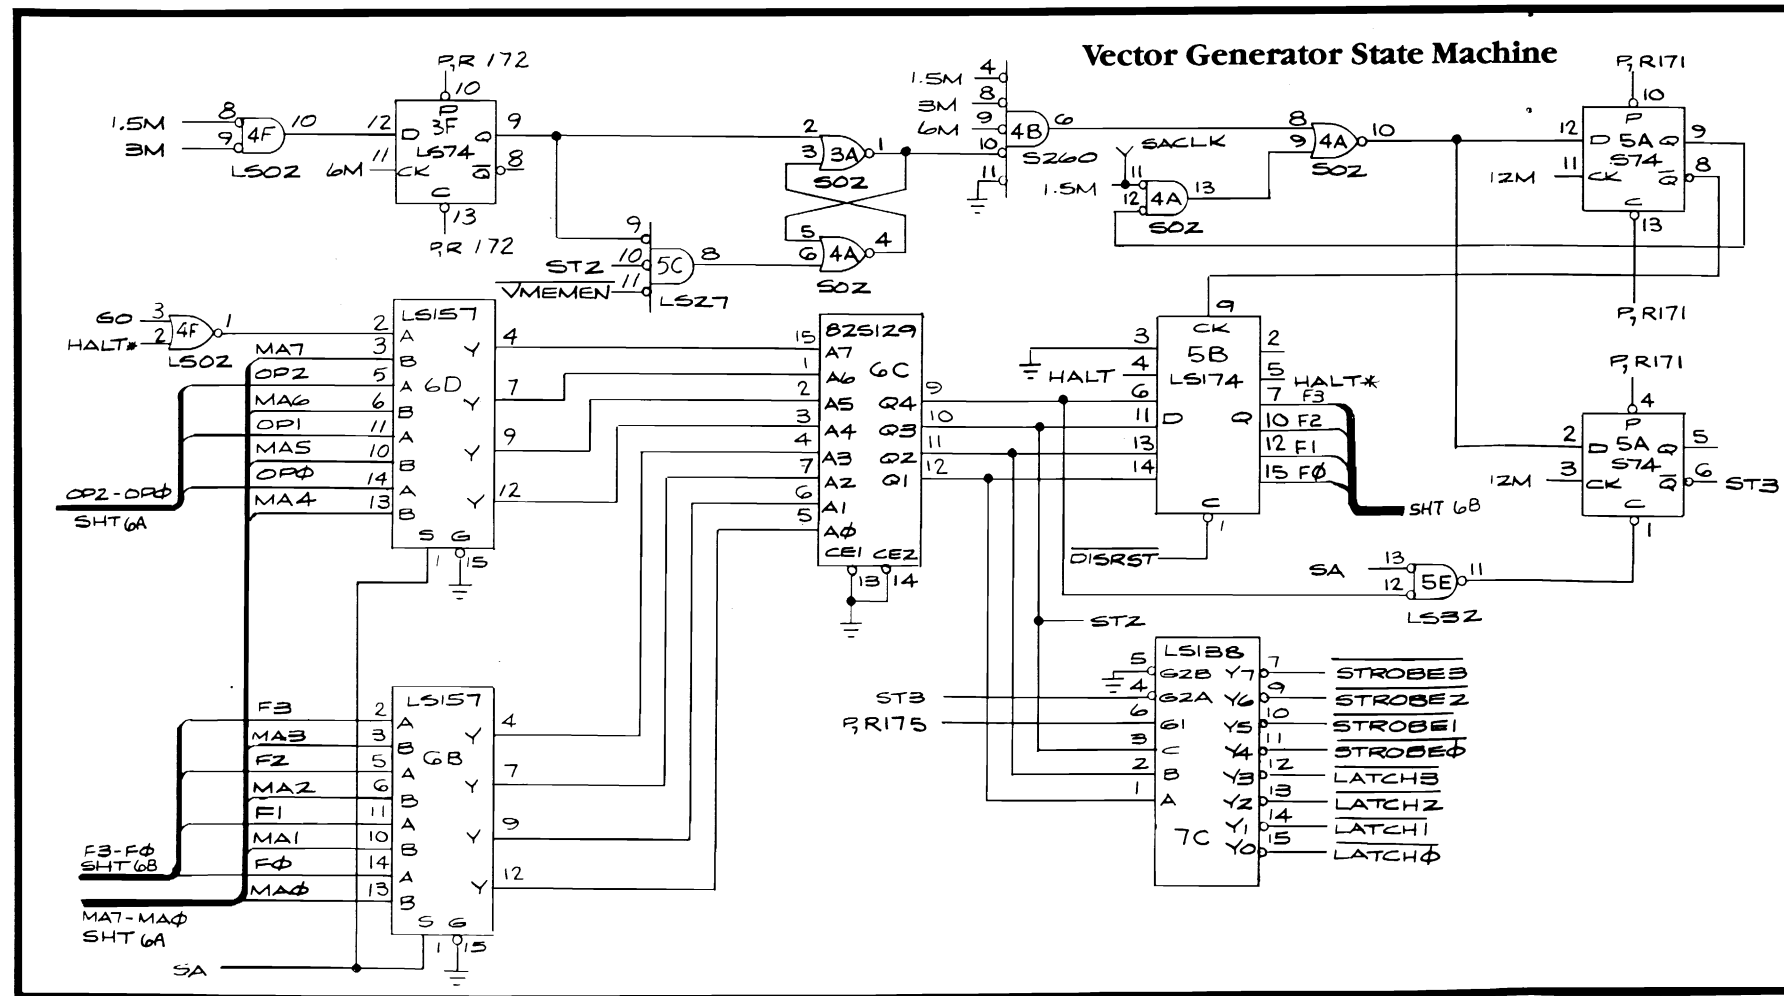 Vector Generator State Machine
P,R 172
10
P
3F
LS74
1.5M 8
3M 9
4F
10
LS02
12 D
Q 9
11 CK
6M
Q̅ 8
C
13
P,R 172
2
3
3A
1
S02
5
6
4A
4
S02
9
ST2 10
V̅M̅E̅M̅E̅N̅ 11
5C
8
LS27
1.5M 4
3M 8
6M 9
10
11
4B
6
S260
SACLK
1.5M 11
12
4A
13
S02
8
9
4A
10
S02
P,R171
10
P
12 D 5A Q 9
S74
12M 11 CK Q̅ 8
C
13
P,R171
GO 3
HALT* 2
4F
1
LS02
LS157
6D
2 A
MA7 3 B
Y 4
OP2 5 A
MA6 6 B
Y 7
OP1 11 A
MA5 10 B
Y 9
OPØ 14 A
MA4 13 B
Y 12
S G
1 15
OP2-OPØ
SHT 6A
82S129
6C
15 A7
1 A6
2 A5
3 A4
4 A3
7 A2
6 A1
5 AØ
Q4 9
Q3 10
Q2 11
Q1 12
CE1 CE2
13 14
9
CK
5B
LS174
3
HALT 4
6
11 D
13
14
2
5 HALT*
7 F3
Q 10 F2
12 F1
15 FØ
C
1
D̅I̅S̅R̅S̅T̅
SHT 6B
P,R171
4
P
2 D 5A Q 5
S74
12M 3 CK Q̅ 6 ST3
C
1
SA 13
12
5E
11
LS32
ST2
LS138
7C
5 G2B
ST3 4 G2A
P,R175 6 G1
3 C
2 B
1 A
Y7 7 S̅T̅R̅O̅B̅E̅3̅
Y6 9 S̅T̅R̅O̅B̅E̅2̅
Y5 10 S̅T̅R̅O̅B̅E̅1̅
Y4 11 S̅T̅R̅O̅B̅E̅Ø̅
Y3 12 L̅A̅T̅C̅H̅3̅
Y2 13 L̅A̅T̅C̅H̅2̅
Y1 14 L̅A̅T̅C̅H̅1̅
Y0 15 L̅A̅T̅C̅H̅Ø̅
LS157
6B
F3 2 A
MA3 3 B
Y 4
F2 5 A
MA2 6 B
Y 7
F1 11 A
MA1 10 B
Y 9
FØ 14 A
MAØ 13 B
Y 12
S G
1 15
F3-FØ
SHT 6B
MA7-MAØ
SHT 6A
SA